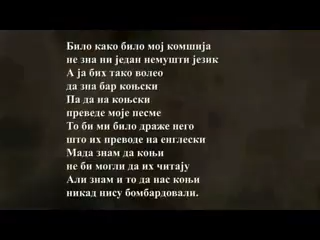 Било како било мој комшија
не зна ни један немушти језик
А ја бих тако волео
да зна бар коњски
Па да на коњски
преведе моје песме
То би ми било драже него
што их преводе на енглески
Мада знам да коњи
не би могли да их читају
Али знам и то да нас коњи
никад нису бомбардовали.